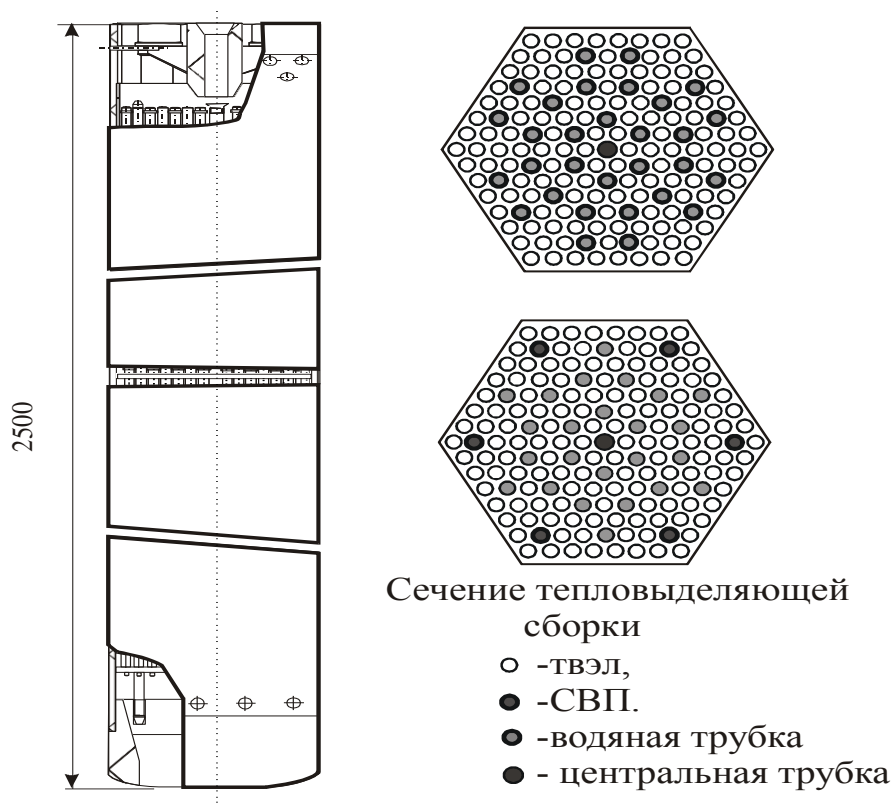 2500
Сечение тепловыделяющей
сборки
-твэл,
-СВП.
-водяная трубка
- центральная трубка